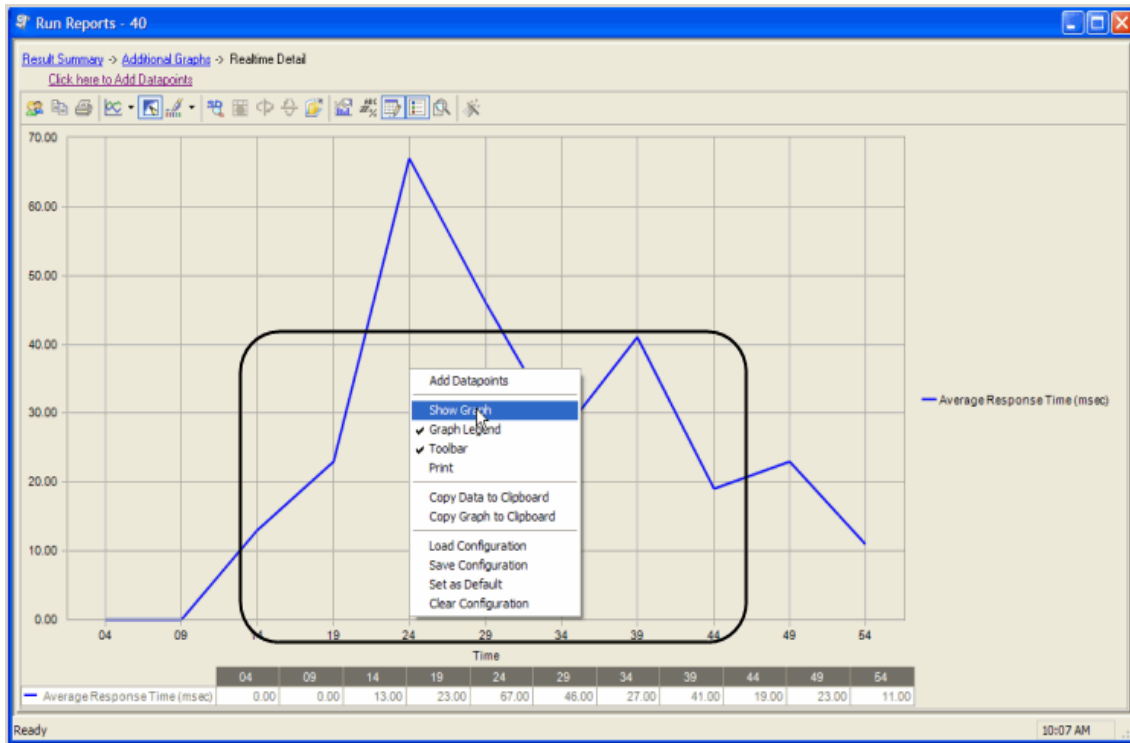 Run Reports - 40
Result Summary -> Additional Graphs -> Realtime Detail
Click here to Add Datapoints
70.00
60.00
50.00
40.00
30.00
20.00
10.00
0.00
Add Datapoints
Show Graph
Graph Legend
Toolbar
Print
Copy Data to Clipboard
Copy Graph to Clipboard
Load Configuration
Save Configuration
Set as Default
Clear Configuration
Average Response Time (msec)
04 09 14 19 24 29 34 39 44 49 54
Time
04 09 14 19 24 29 34 39 44 49 54
Average Response Time (msec) 0.00 0.00 13.00 23.00 67.00 46.00 27.00 41.00 19.00 23.00 11.00
Ready 10:07 AM